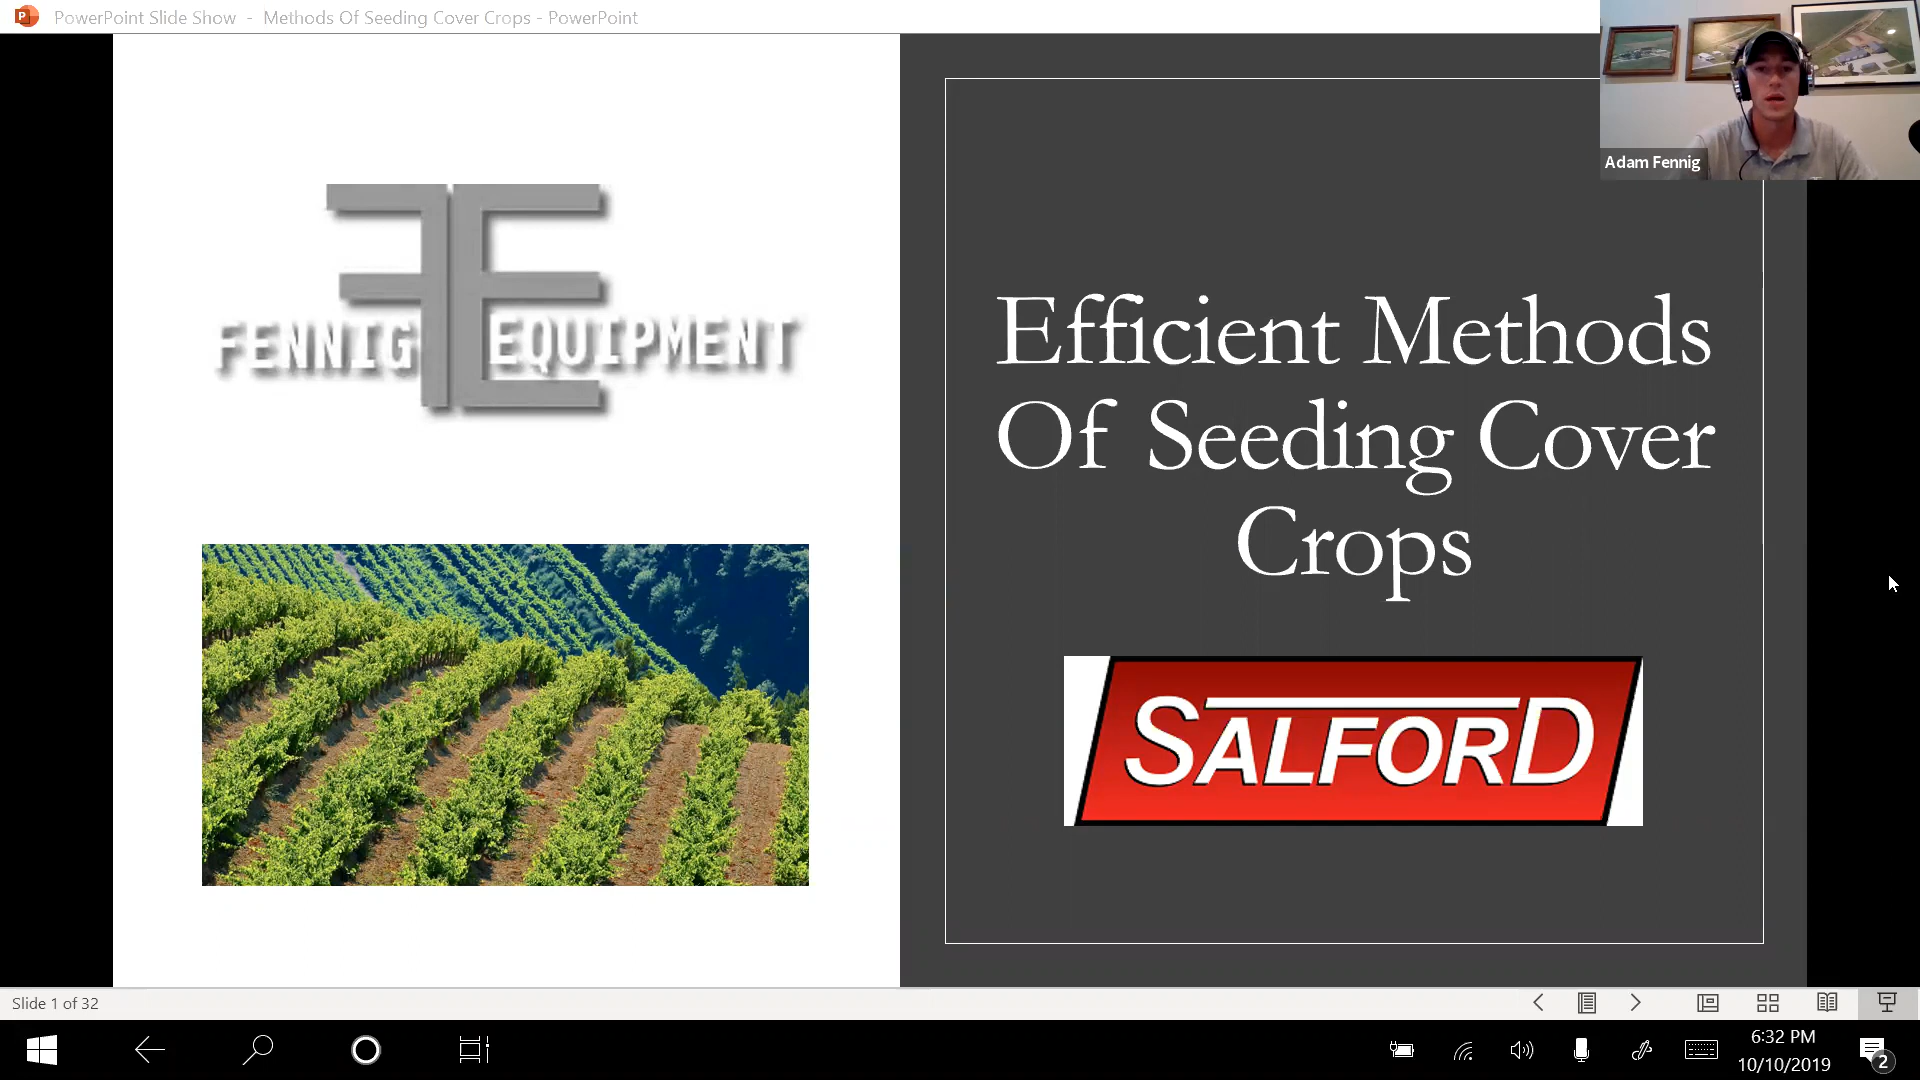 PowerPoint Slide Show - Methods Of Seeding Cover Crops - PowerPoint
Adam Fennig
FENNIG EQUIPMENT
Efficient Methods
Of Seeding Cover
Crops
SALFORD
Slide 1 of 32
6:32 PM
10/10/2019
2